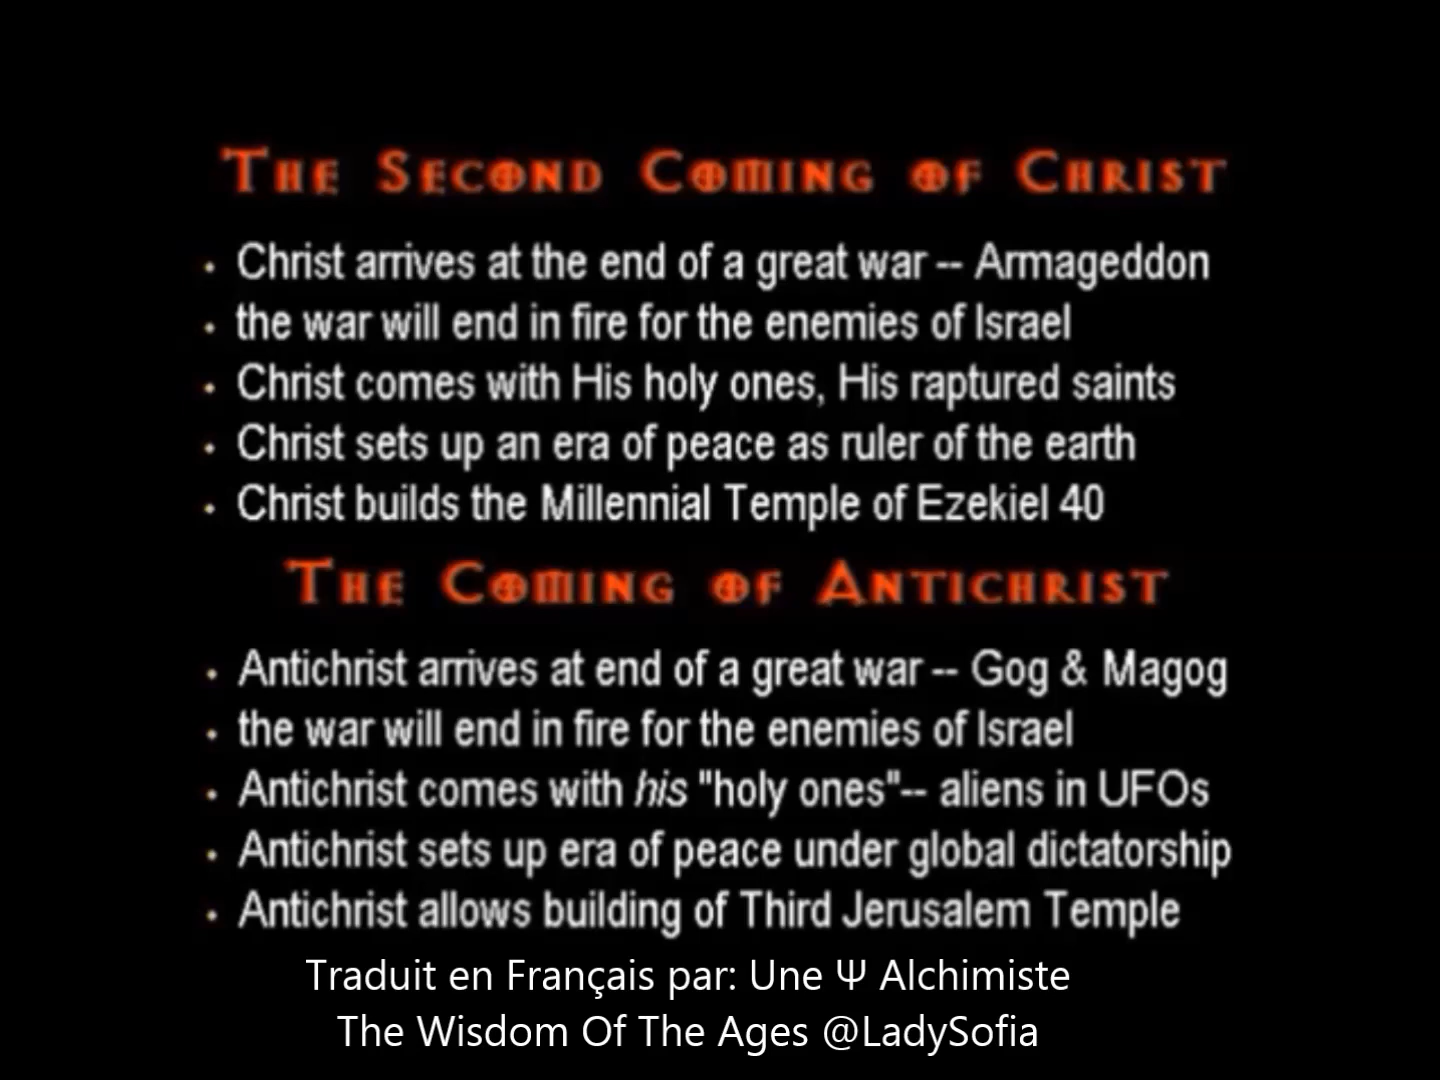 The Second Coming of Christ
• Christ arrives at the end of a great war -- Armageddon
• the war will end in fire for the enemies of Israel
• Christ comes with His holy ones, His raptured saints
• Christ sets up an era of peace as ruler of the earth
• Christ builds the Millennial Temple of Ezekiel 40
The Coming of Antichrist
• Antichrist arrives at end of a great war -- Gog & Magog
• the war will end in fire for the enemies of Israel
• Antichrist comes with his "holy ones"-- aliens in UFOs
• Antichrist sets up era of peace under global dictatorship
• Antichrist allows building of Third Jerusalem Temple
Traduit en Français par: Une Ψ Alchimiste
The Wisdom Of The Ages @LadySofia